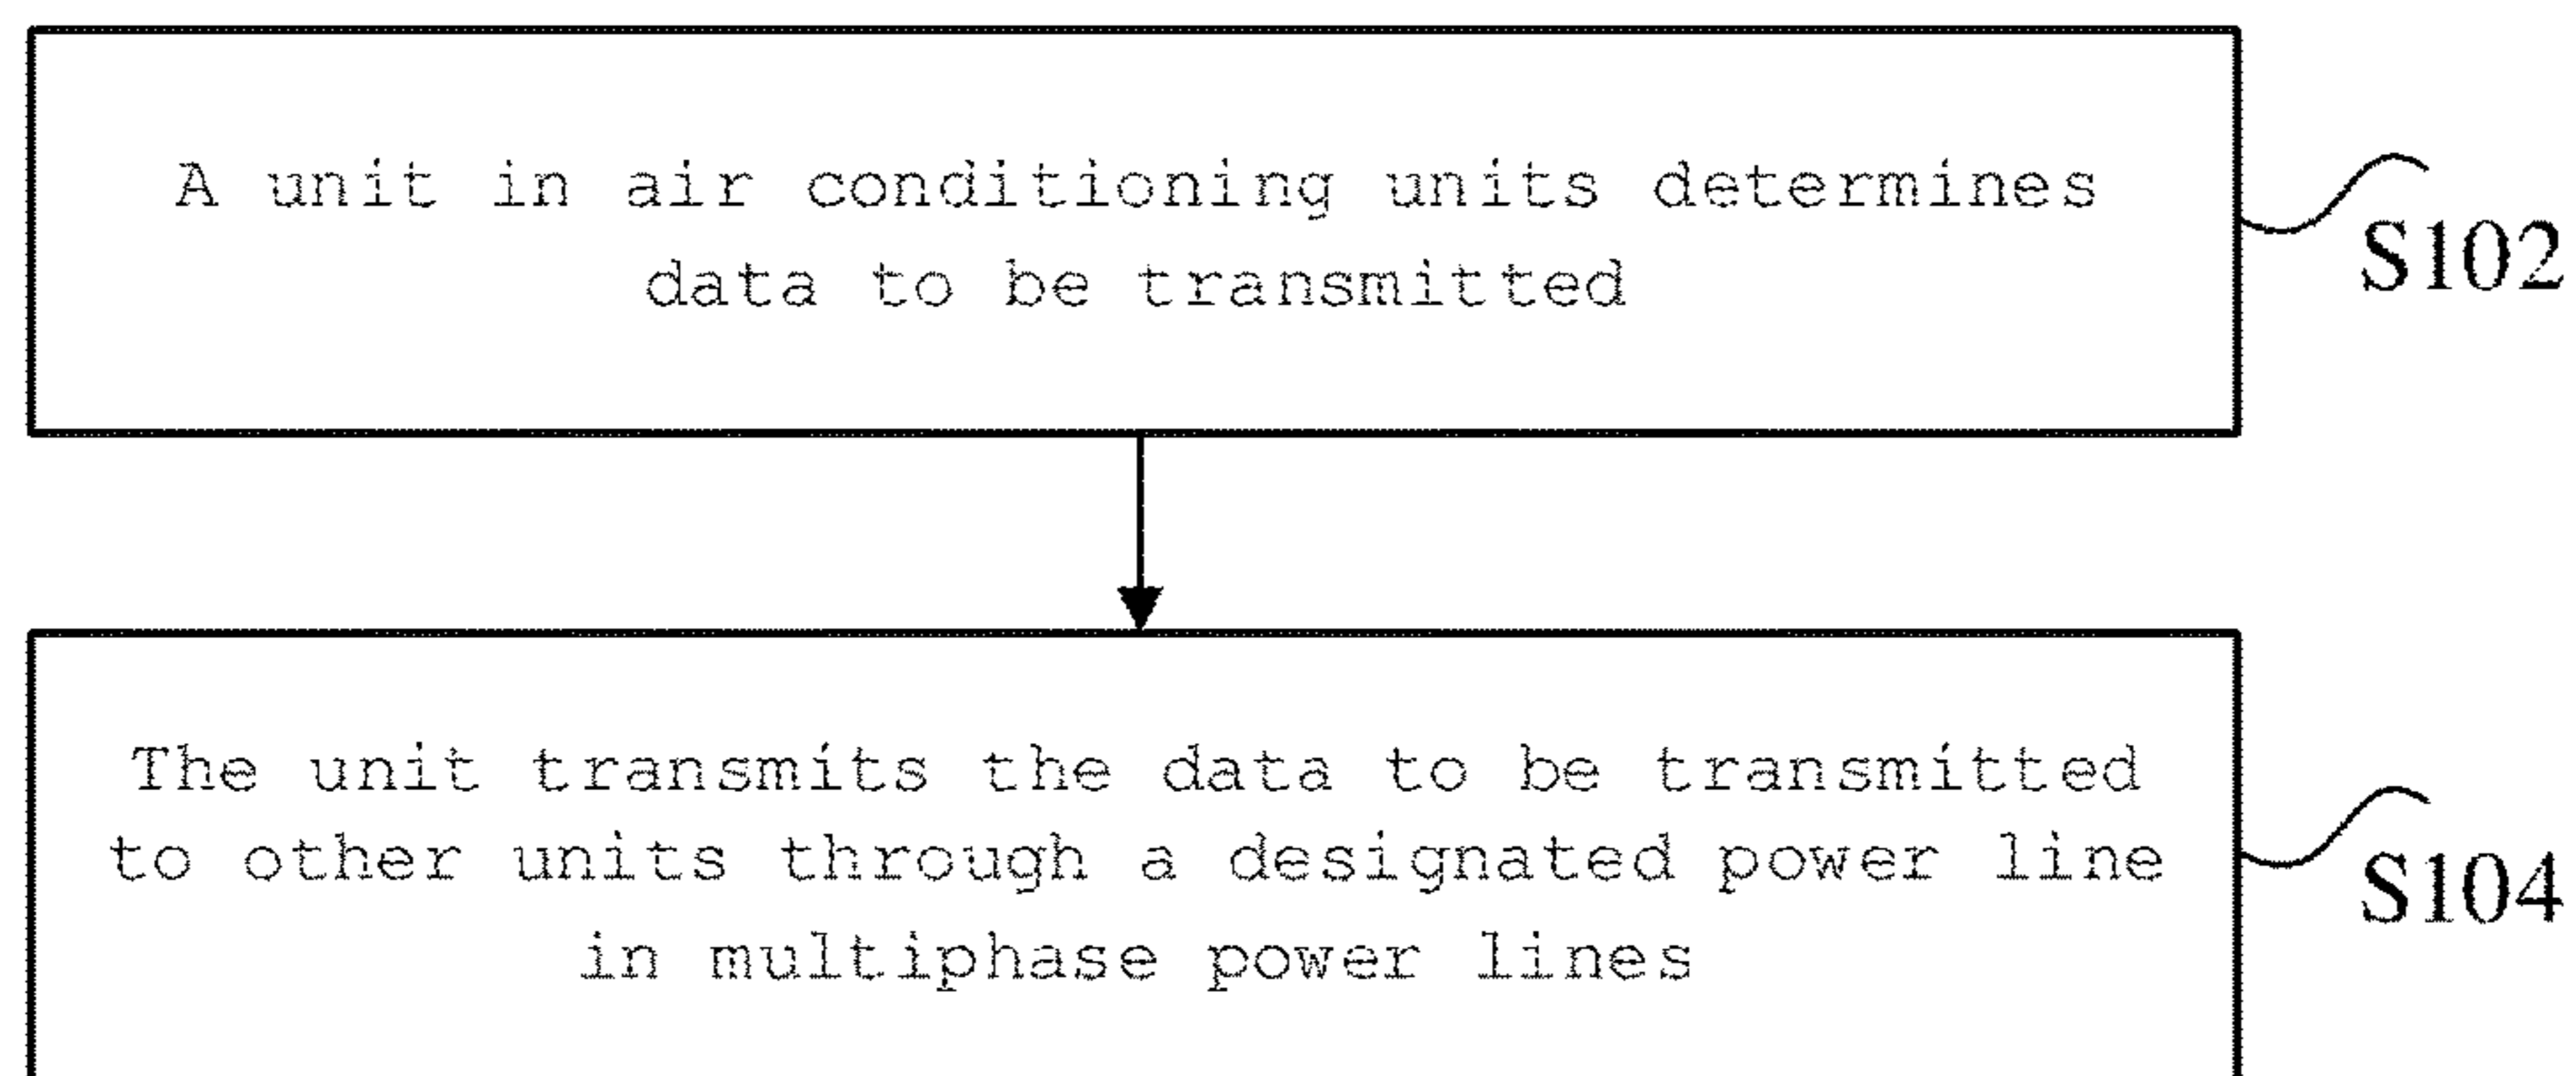 A unit in air conditioning units determines
data to be transmitted
S102
The unit transmits the data to be transmitted
to other units through a designated power line
in multiphase power lines
S104